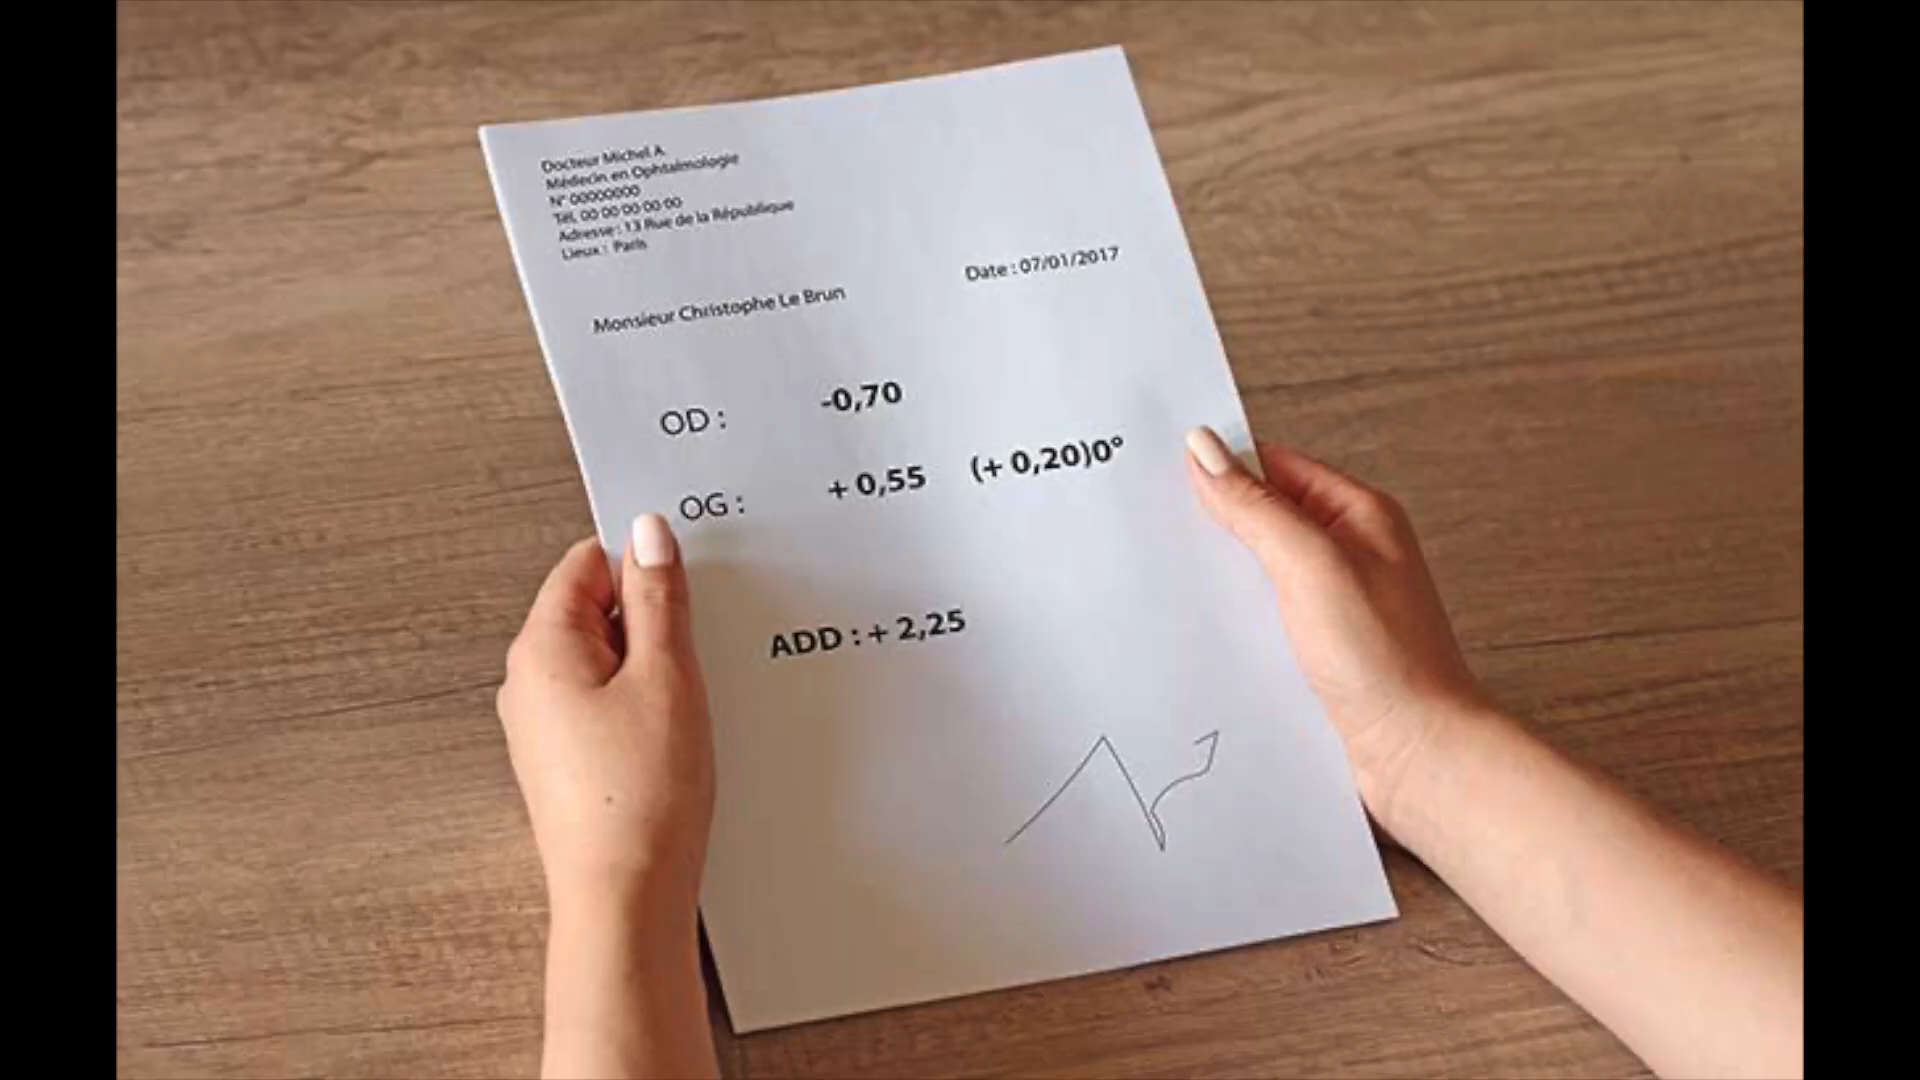 Docteur Michel A
Médecin en Ophtalmologie
N° 00000000
Tél. 00 00 00 00 00
Adresse : 13 Rue de la République
Lieux : Paris
Date : 07/01/2017
Monsieur Christophe Le Brun
OD : -0,70
OG : + 0,55 (+ 0,20)0°
ADD : + 2,25